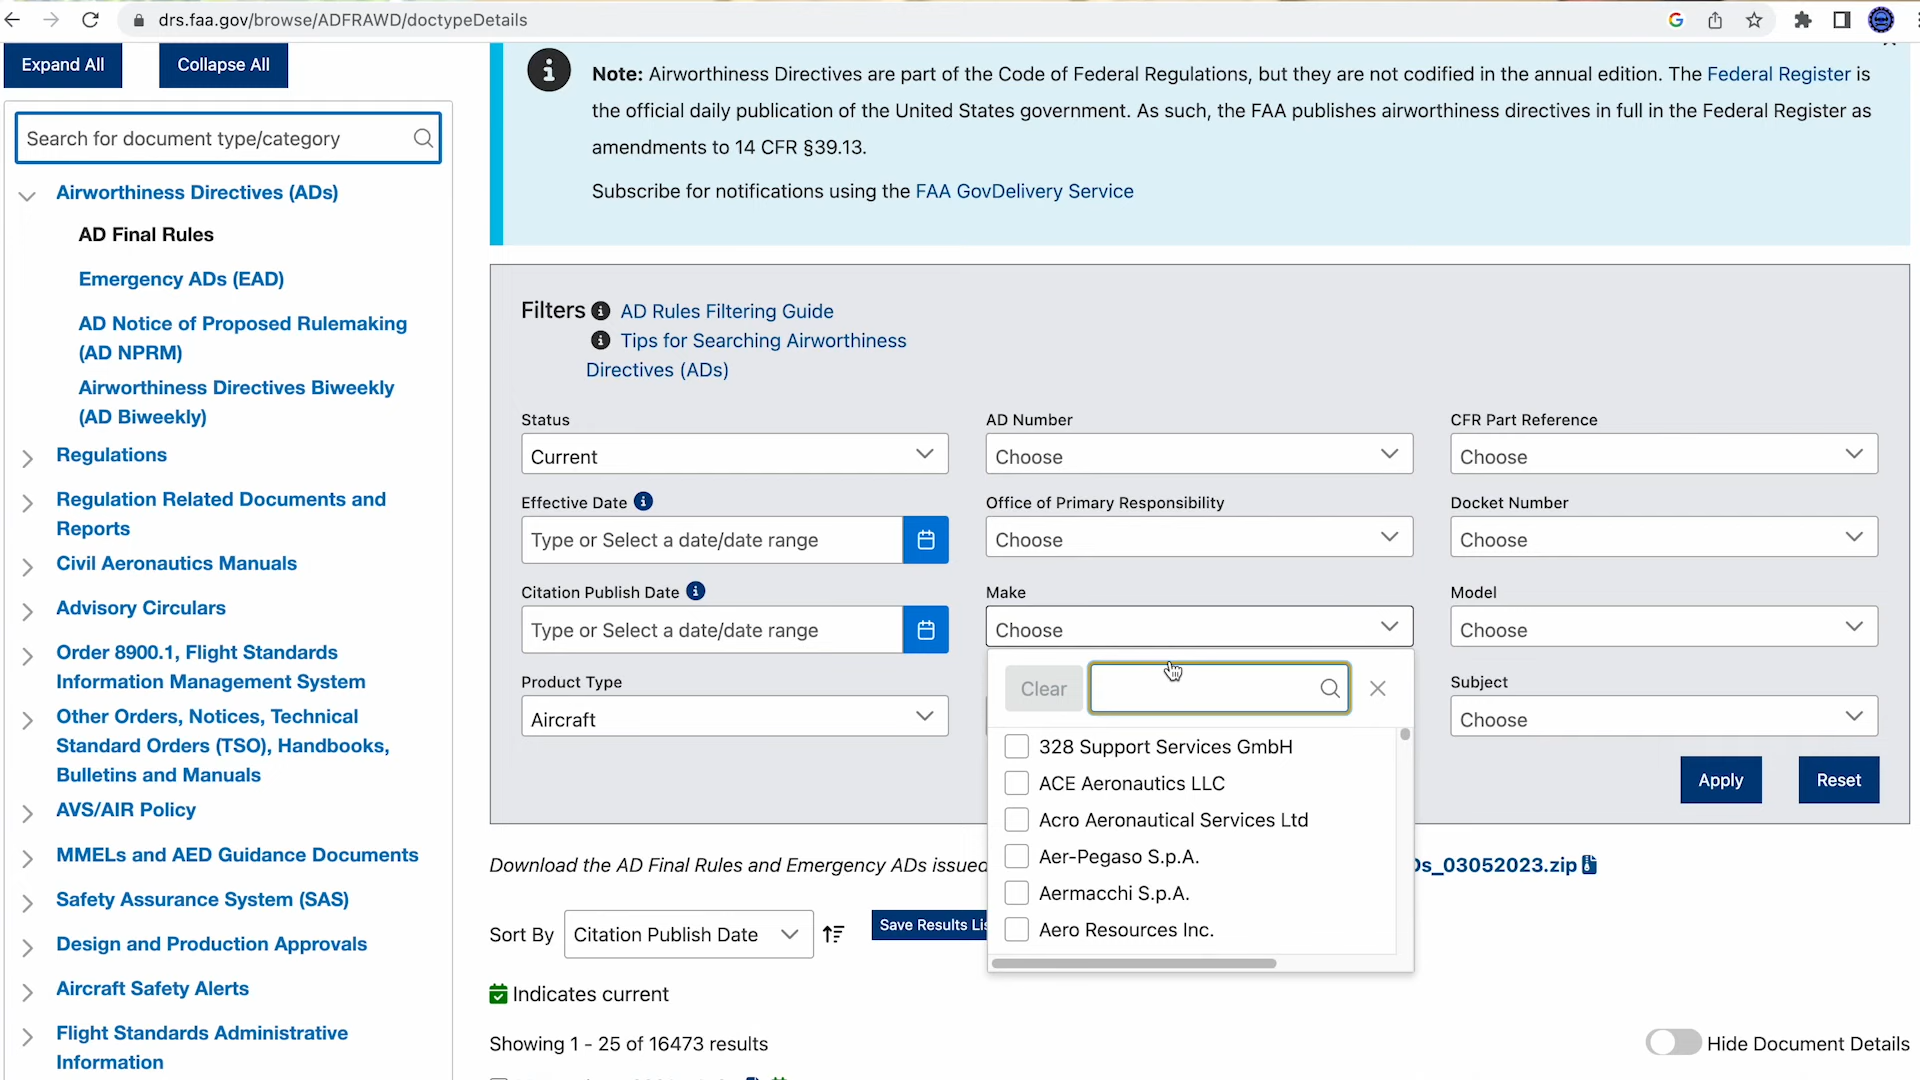 drs.faa.gov/browse/ADFRAWD/doctypeDetails
Expand All
Collapse All
Search for document type/category
Airworthiness Directives (ADs)
AD Final Rules
Emergency ADs (EAD)
AD Notice of Proposed Rulemaking
(AD NPRM)
Airworthiness Directives Biweekly
(AD Biweekly)
Regulations
Regulation Related Documents and
Reports
Civil Aeronautics Manuals
Advisory Circulars
Order 8900.1, Flight Standards
Information Management System
Other Orders, Notices, Technical
Standard Orders (TSO), Handbooks,
Bulletins and Manuals
AVS/AIR Policy
MMELs and AED Guidance Documents
Safety Assurance System (SAS)
Design and Production Approvals
Aircraft Safety Alerts
Flight Standards Administrative
Information
Note: Airworthiness Directives are part of the Code of Federal Regulations, but they are not codified in the annual edition. The Federal Register is
the official daily publication of the United States government. As such, the FAA publishes airworthiness directives in full in the Federal Register as
amendments to 14 CFR §39.13.
Subscribe for notifications using the FAA GovDelivery Service
Filters AD Rules Filtering Guide
Tips for Searching Airworthiness
Directives (ADs)
Status
Current
AD Number
Choose
CFR Part Reference
Choose
Effective Date
Type or Select a date/date range
Office of Primary Responsibility
Choose
Docket Number
Choose
Citation Publish Date
Type or Select a date/date range
Make
Choose
Model
Choose
Product Type
Aircraft
Clear
Subject
Choose
328 Support Services GmbH
ACE Aeronautics LLC
Acro Aeronautical Services Ltd
Aer-Pegaso S.p.A.
Aermacchi S.p.A.
Aero Resources Inc.
Apply
Reset
Download the AD Final Rules and Emergency ADs issued
s_03052023.zip
Sort By Citation Publish Date
Save Results Lis
Indicates current
Showing 1 - 25 of 16473 results
Hide Document Details